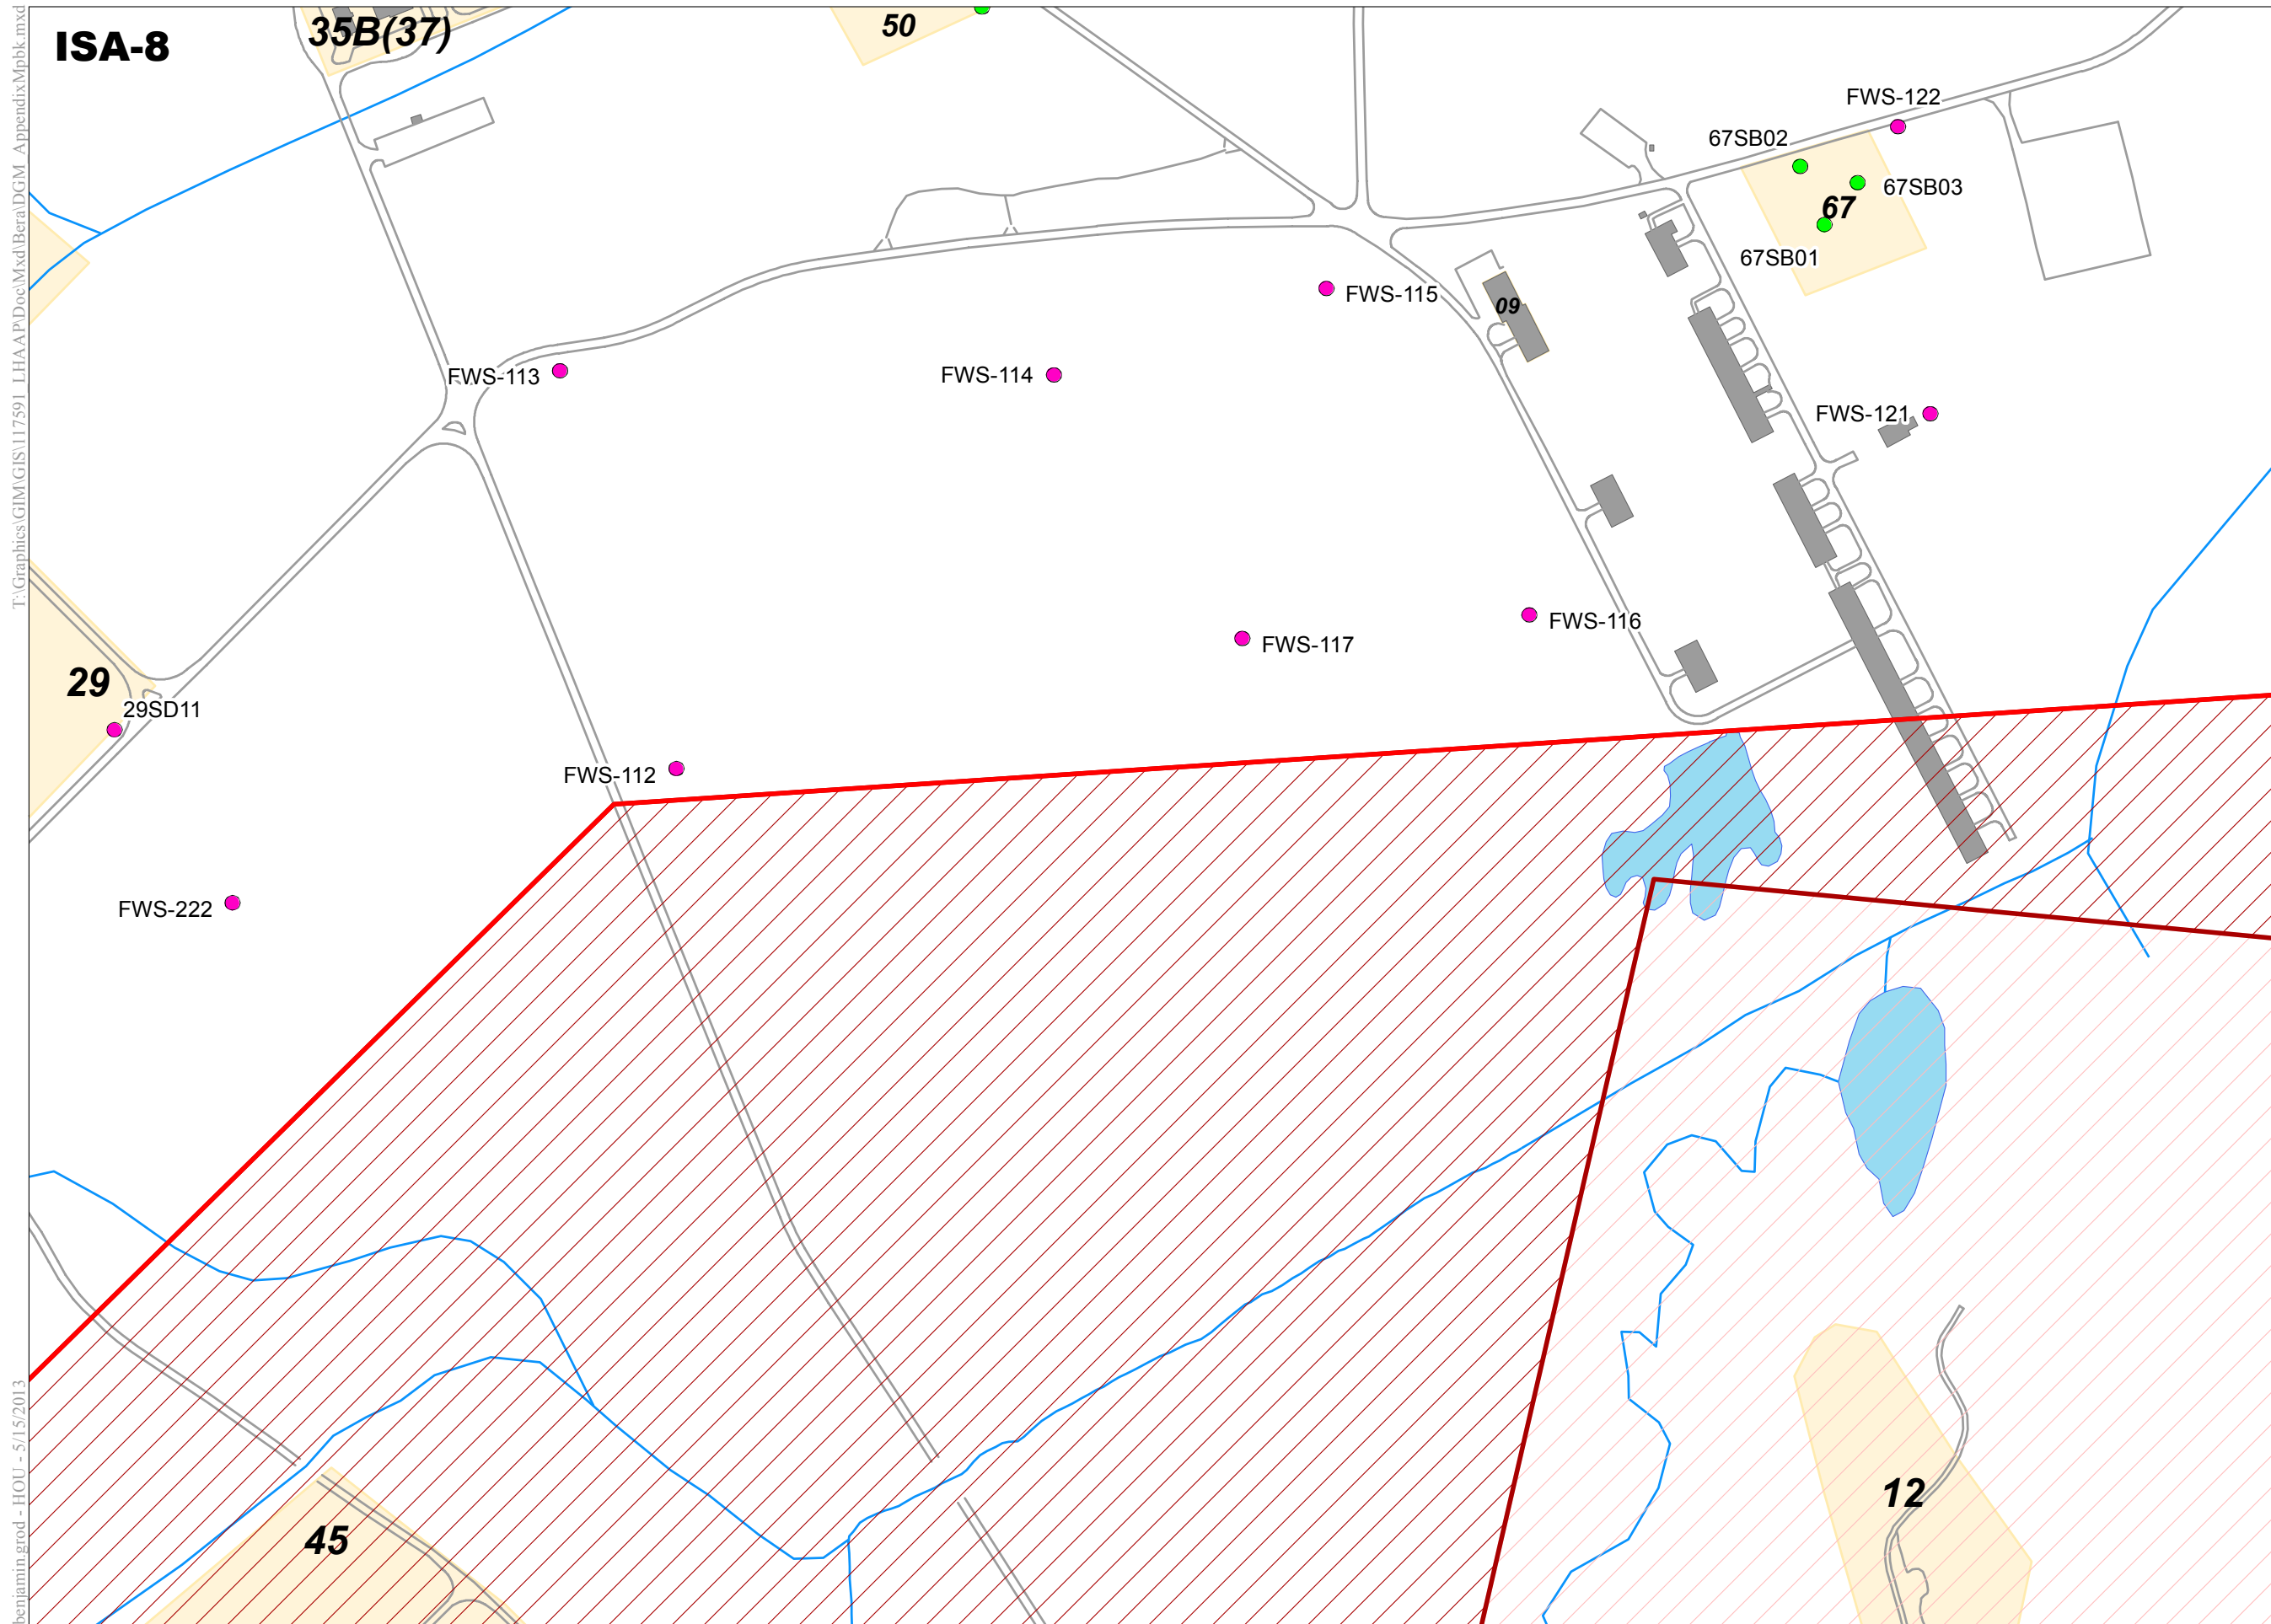 ISA-8
35B(37)
50
FWS-122
67SB02
67SB03
67
67SB01
FWS-115
09
FWS-113
FWS-114
FWS-121
FWS-116
FWS-117
29
29SD11
FWS-112
FWS-222
12
45
T:\Graphics\GIM\GIS\117591_LHAAP\Doc\Mxd\Bera\DGM_AppendixMpbk.mxd
benjamin.grod - HOU - 5/15/2013